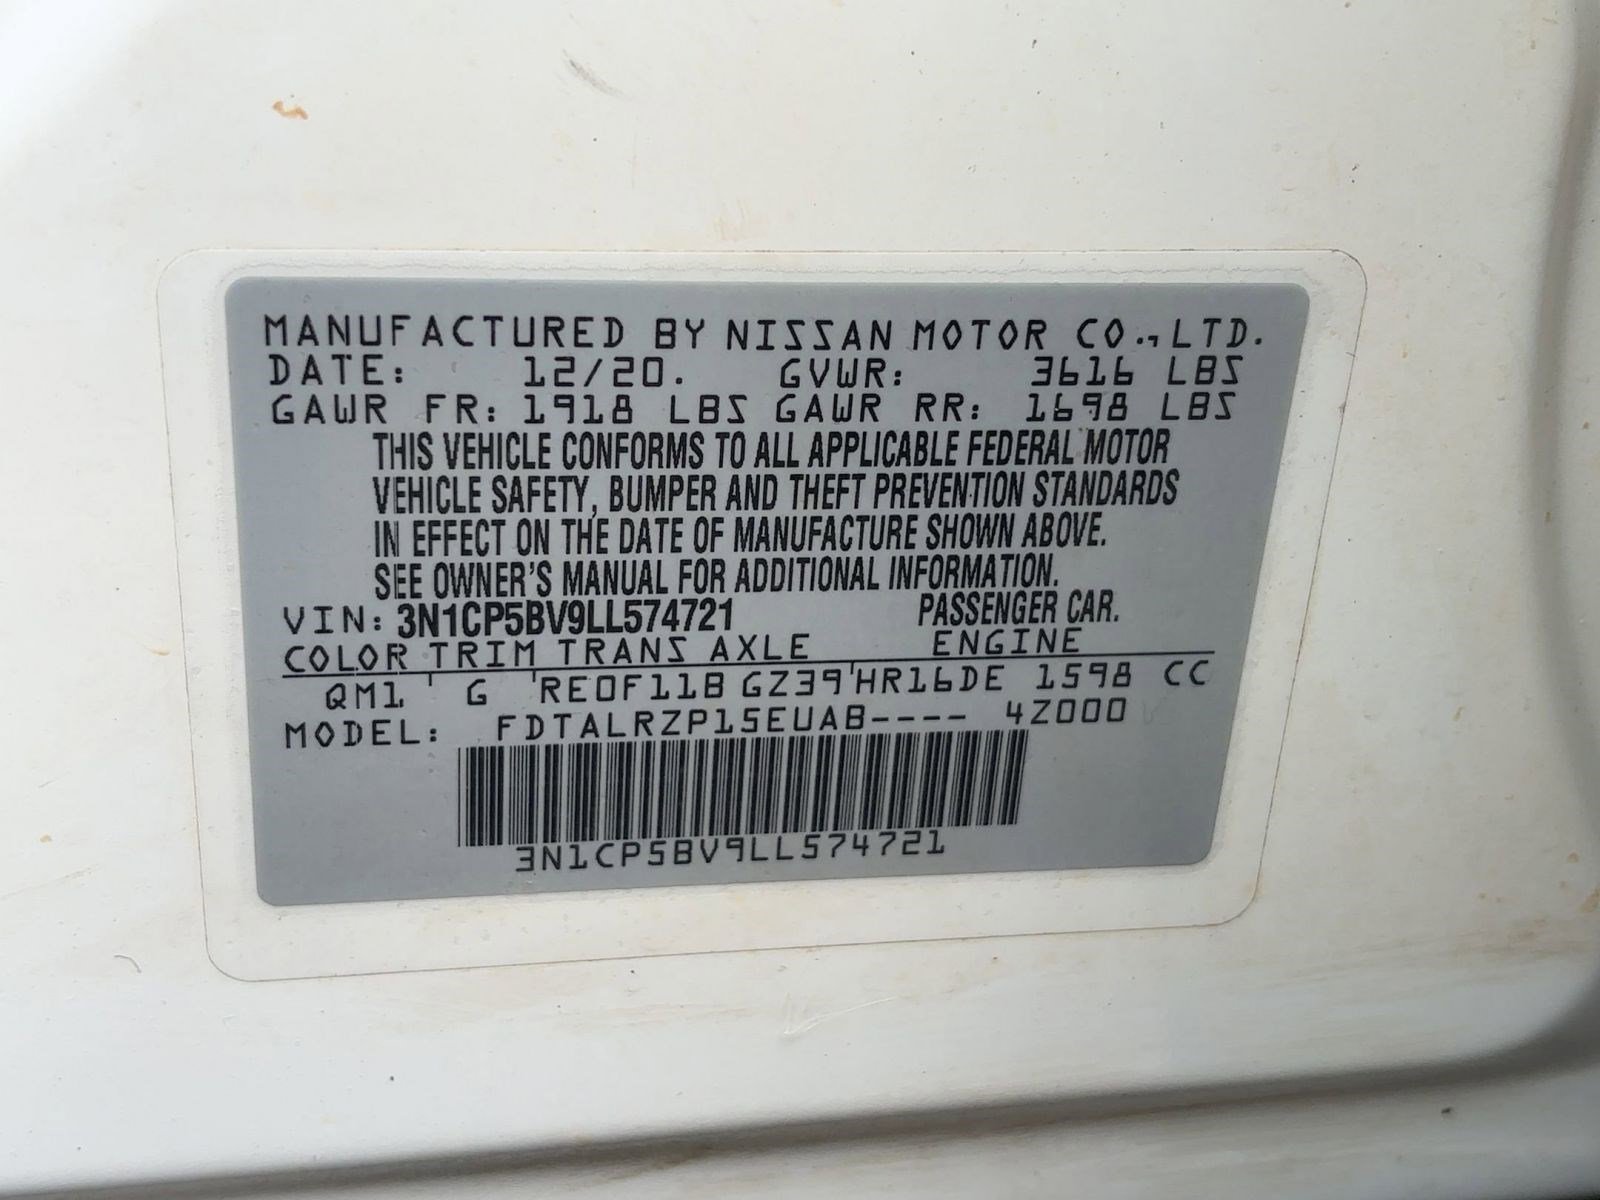 MANUFACTURED BY NISSAN MOTOR CO.,LTD.
DATE: 12/20. GVWR: 3616 LBS
GAWR FR: 1918 LBS GAWR RR: 1698 LBS
THIS VEHICLE CONFORMS TO ALL APPLICABLE FEDERAL MOTOR
VEHICLE SAFETY, BUMPER AND THEFT PREVENTION STANDARDS
IN EFFECT ON THE DATE OF MANUFACTURE SHOWN ABOVE.
SEE OWNER'S MANUAL FOR ADDITIONAL INFORMATION.
VIN: 3N1CP5BV9LL574721 PASSENGER CAR.
COLOR TRIM TRANS AXLE ENGINE
QM1 G RE0F11B GZ39 HR16DE 1598 CC
MODEL: FDTALRZP15EUAB---- 4Z000
3N1CP5BV9LL574721